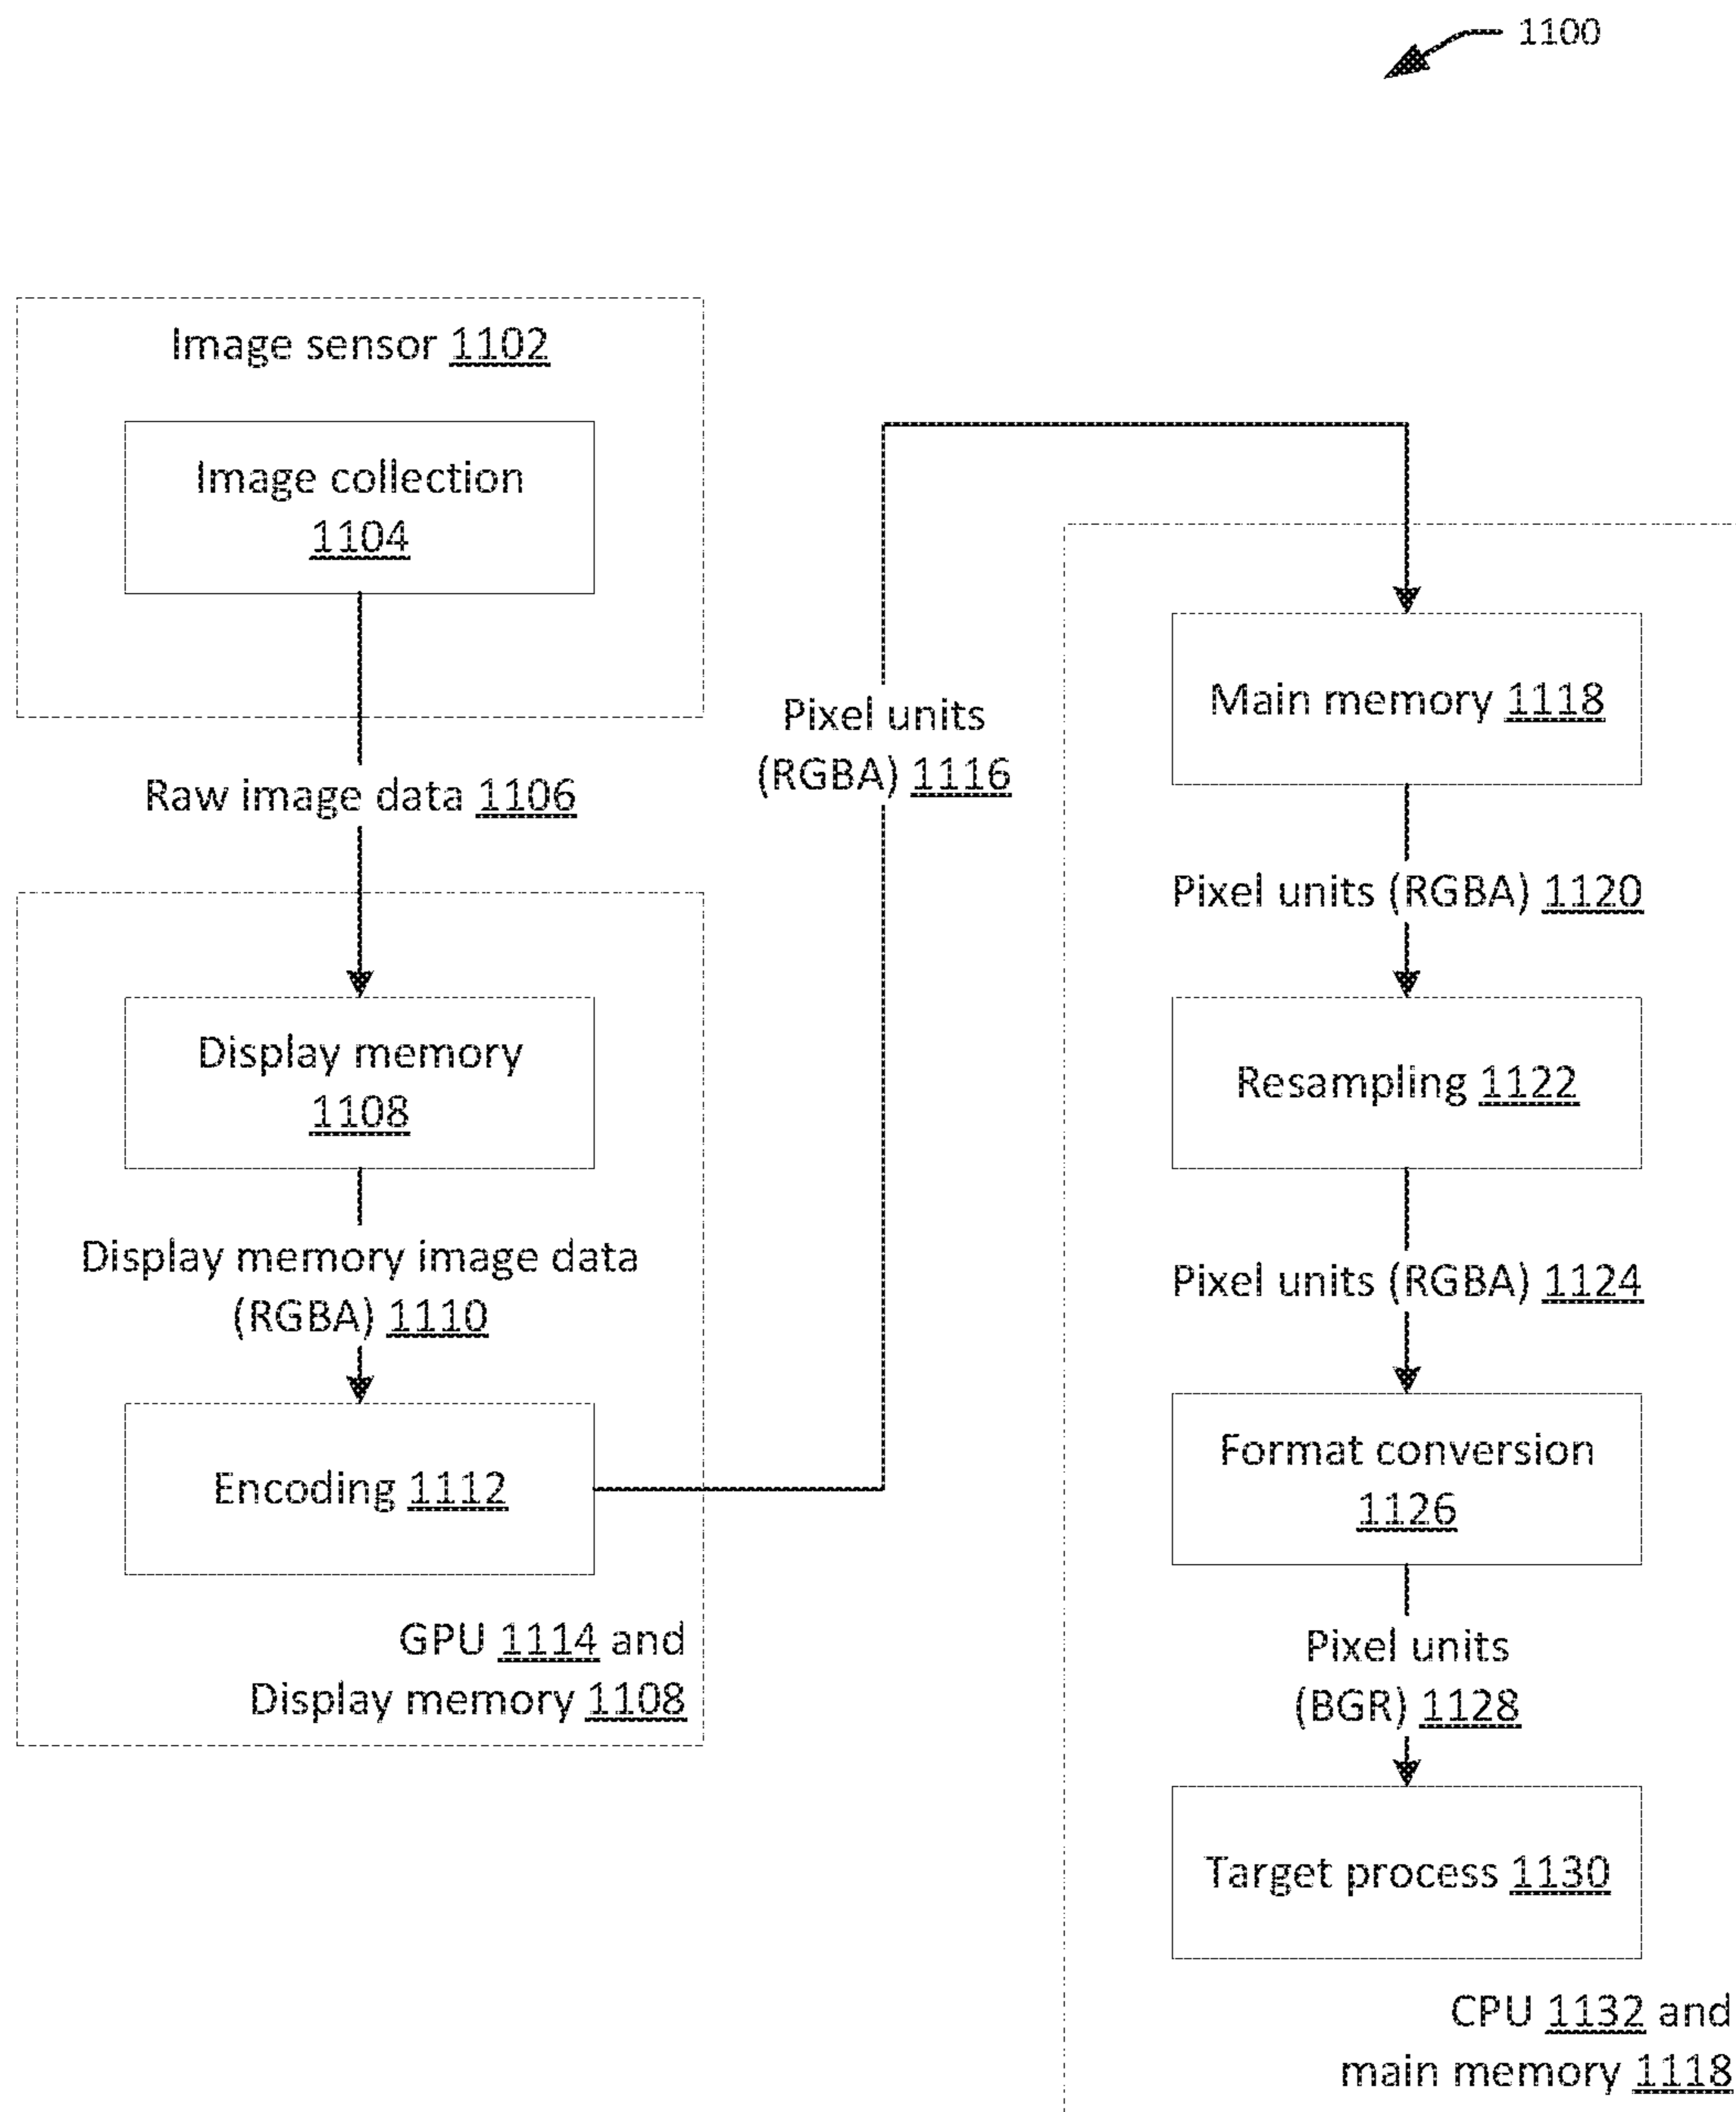 1100
Image sensor 1102
Image collection
1104
Raw image data 1106
Display memory
1108
Display memory image data
(RGBA) 1110
Encoding 1112
GPU 1114 and
Display memory 1108
Pixel units
(RGBA) 1116
Main memory 1118
Pixel units (RGBA) 1120
Resampling 1122
Pixel units (RGBA) 1124
Format conversion
1126
Pixel units
(BGR) 1128
Target process 1130
CPU 1132 and
main memory 1118